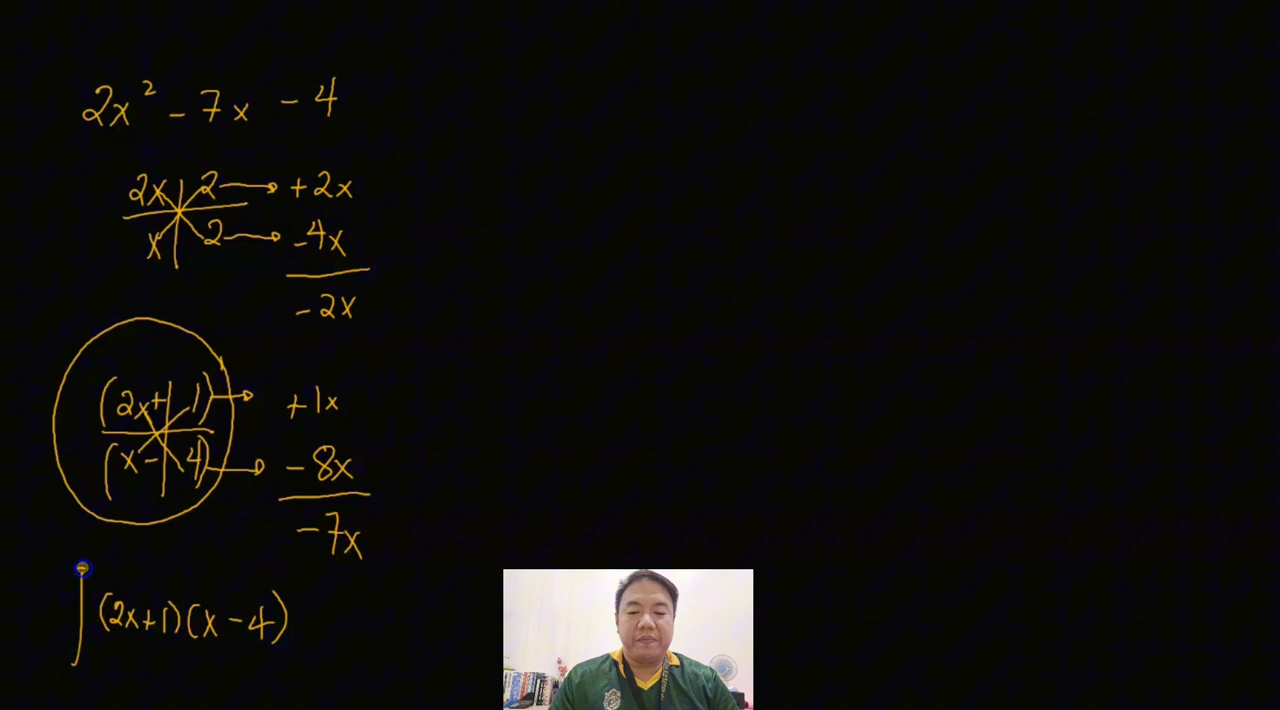 2x² - 7x - 4
2x 2 → +2x
x 2 → -4x
-2x
(2x + 1) → +1x
(x - 4) → -8x
-7x
(2x+1)(x-4)